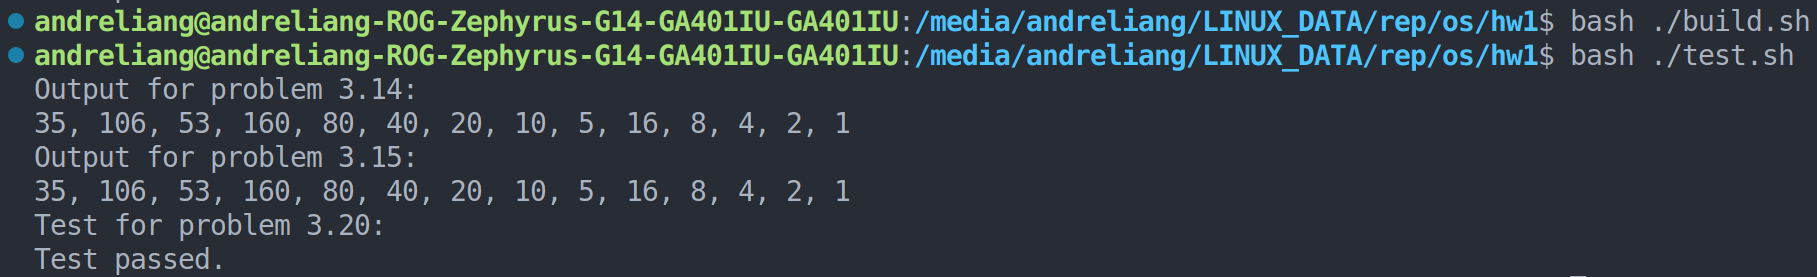 andreliang@andreliang-ROG-Zephyrus-G14-GA401IU-GA401IU:/media/andreliang/LINUX_DATA/rep/os/hw1$ bash ./build.sh
andreliang@andreliang-ROG-Zephyrus-G14-GA401IU-GA401IU:/media/andreliang/LINUX_DATA/rep/os/hw1$ bash ./test.sh
Output for problem 3.14:
35, 106, 53, 160, 80, 40, 20, 10, 5, 16, 8, 4, 2, 1
Output for problem 3.15:
35, 106, 53, 160, 80, 40, 20, 10, 5, 16, 8, 4, 2, 1
Test for problem 3.20:
Test passed.